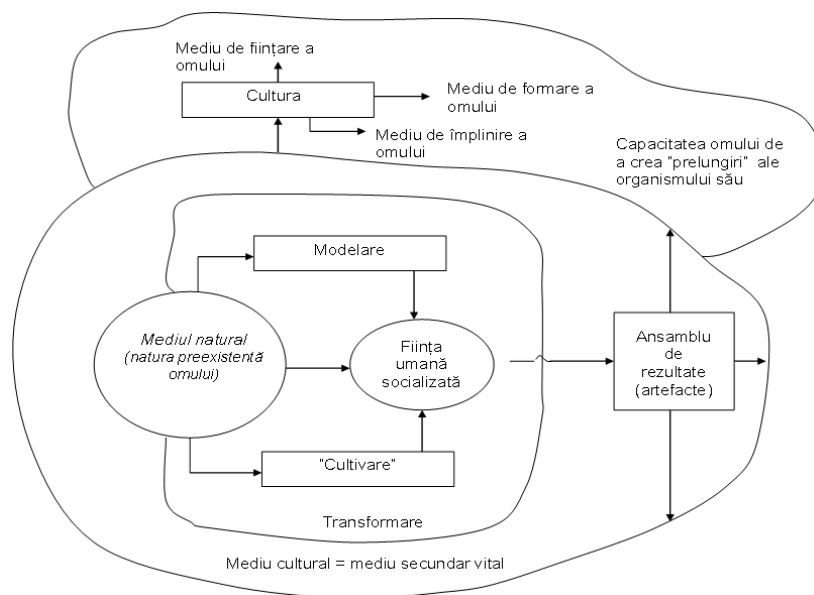 Mediu de ființare a
omului
Cultura
Mediu de formare a
omului
Mediu de împlinire a
omului
Capacitatea omului de
a crea "prelungiri" ale
organismului său
Modelare
Mediul natural
(natura preexistentă
omului)
Ființa
umană
socializată
Ansamblu
de
rezultate
(artefacte)
"Cultivare"
Transformare
Mediu cultural = mediu secundar vital